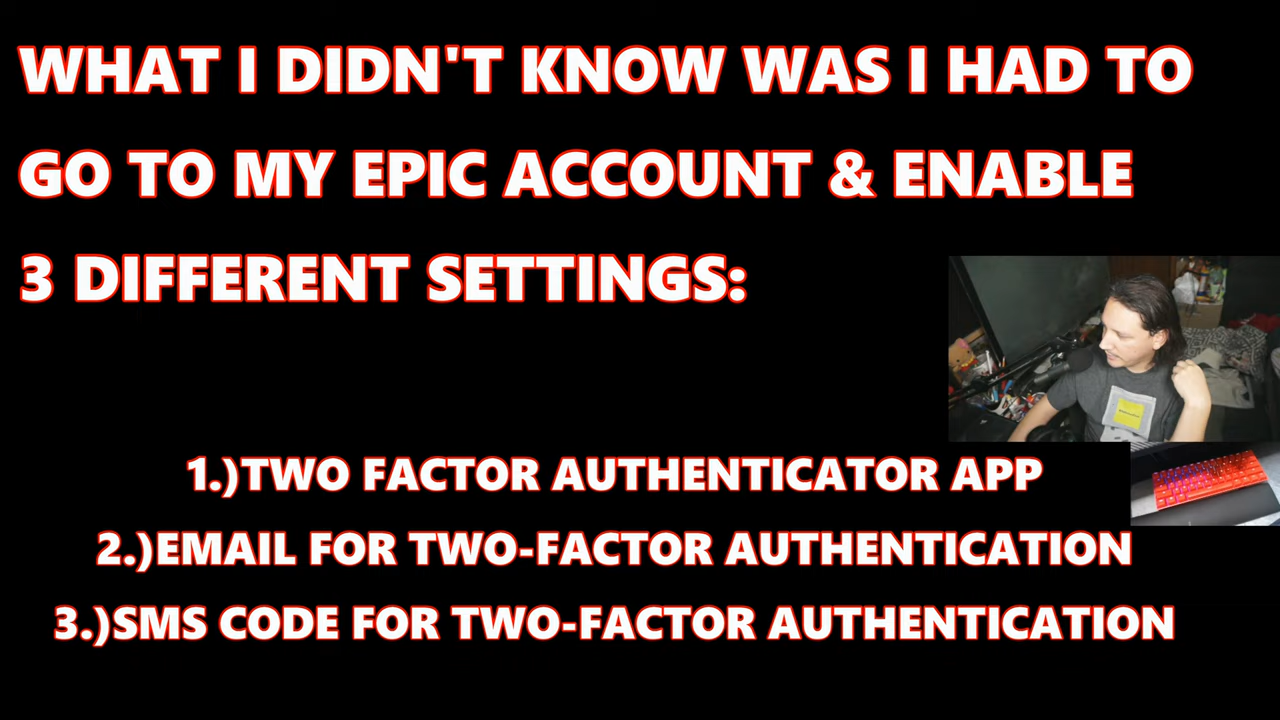 WHAT I DIDN'T KNOW WAS I HAD TO
GO TO MY EPIC ACCOUNT & ENABLE
3 DIFFERENT SETTINGS:
1.)TWO FACTOR AUTHENTICATOR APP
2.)EMAIL FOR TWO-FACTOR AUTHENTICATION
3.)SMS CODE FOR TWO-FACTOR AUTHENTICATION